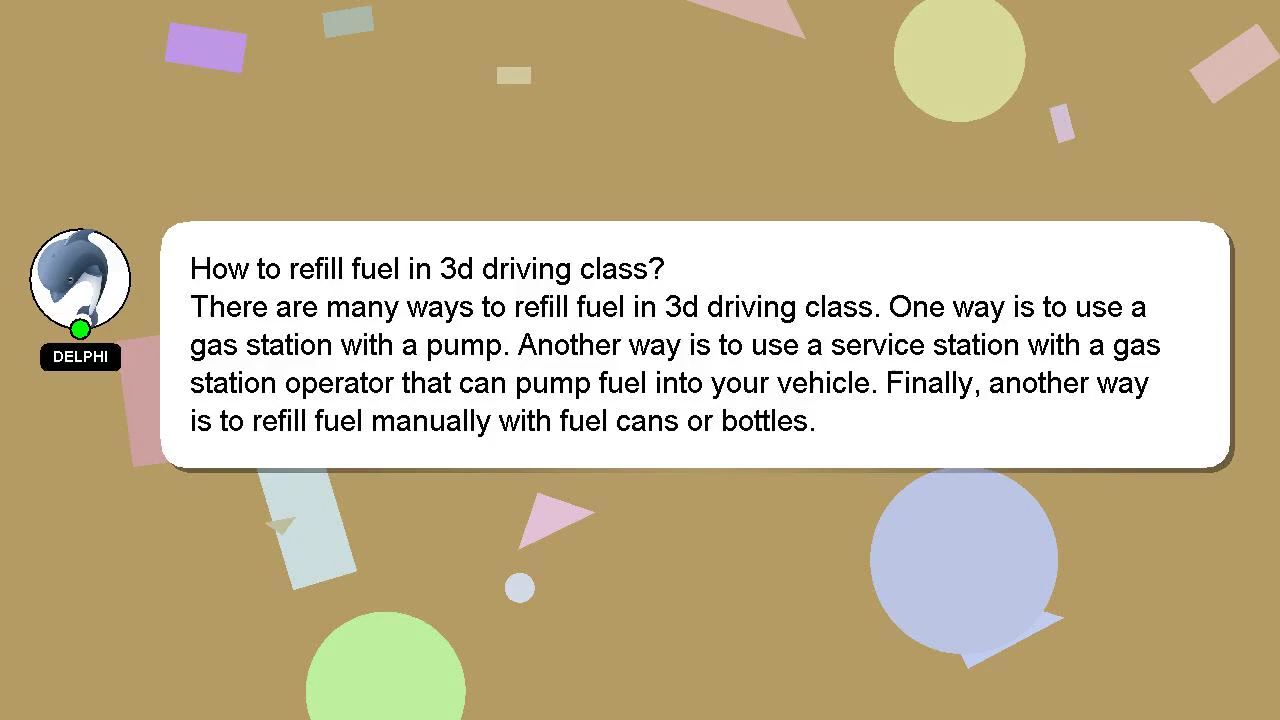 How to refill fuel in 3d driving class?
There are many ways to refill fuel in 3d driving class. One way is to use a
gas station with a pump. Another way is to use a service station with a gas
station operator that can pump fuel into your vehicle. Finally, another way
is to refill fuel manually with fuel cans or bottles.
DELPHI